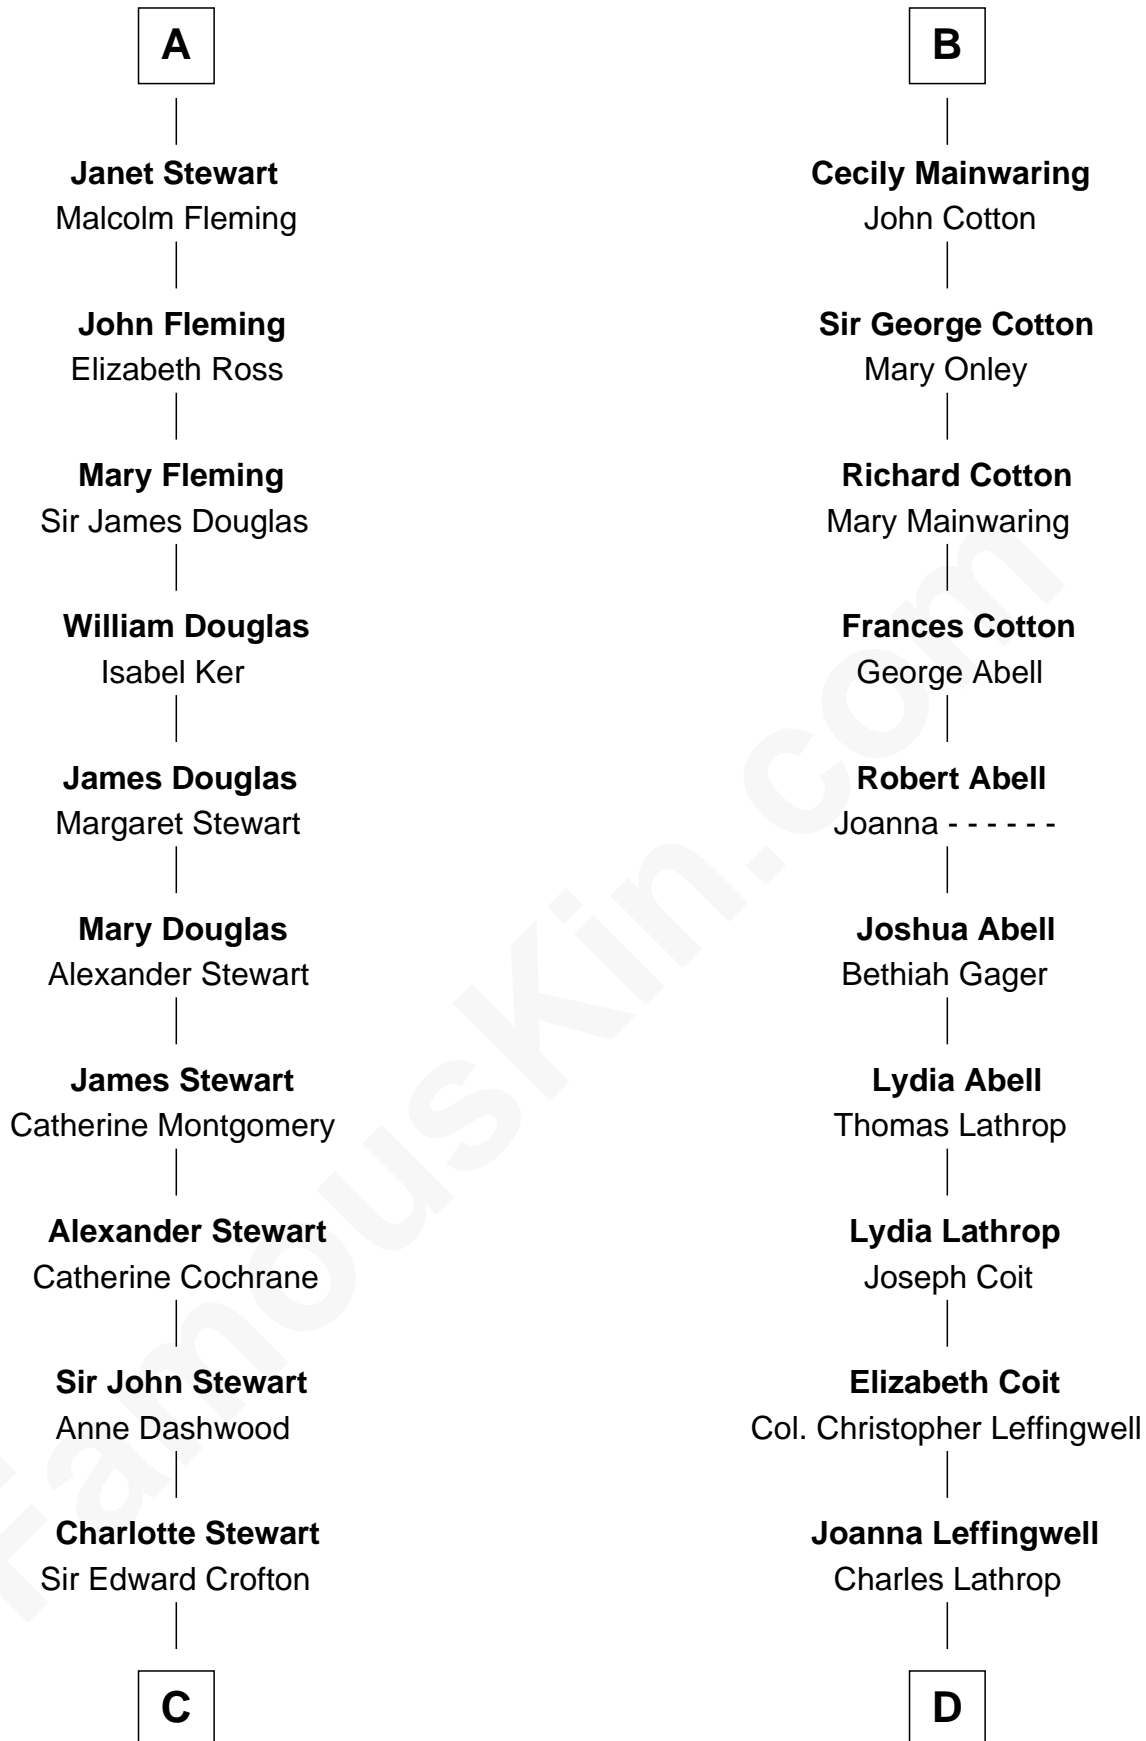 A
Janet Stewart
Malcolm Fleming
John Fleming
Elizabeth Ross
Mary Fleming
Sir James Douglas
William Douglas
Isabel Ker
James Douglas
Margaret Stewart
Mary Douglas
Alexander Stewart
James Stewart
Catherine Montgomery
Alexander Stewart
Catherine Cochrane
Sir John Stewart
Anne Dashwood
Charlotte Stewart
Sir Edward Crofton
C
B
Cecily Mainwaring
John Cotton
Sir George Cotton
Mary Onley
Richard Cotton
Mary Mainwaring
Frances Cotton
George Abell
Robert Abell
Joanna - - - - - -
Joshua Abell
Bethiah Gager
Lydia Abell
Thomas Lathrop
Lydia Lathrop
Joseph Coit
Elizabeth Coit
Col. Christopher Leffingwell
Joanna Leffingwell
Charles Lathrop
D
FamousKin.com